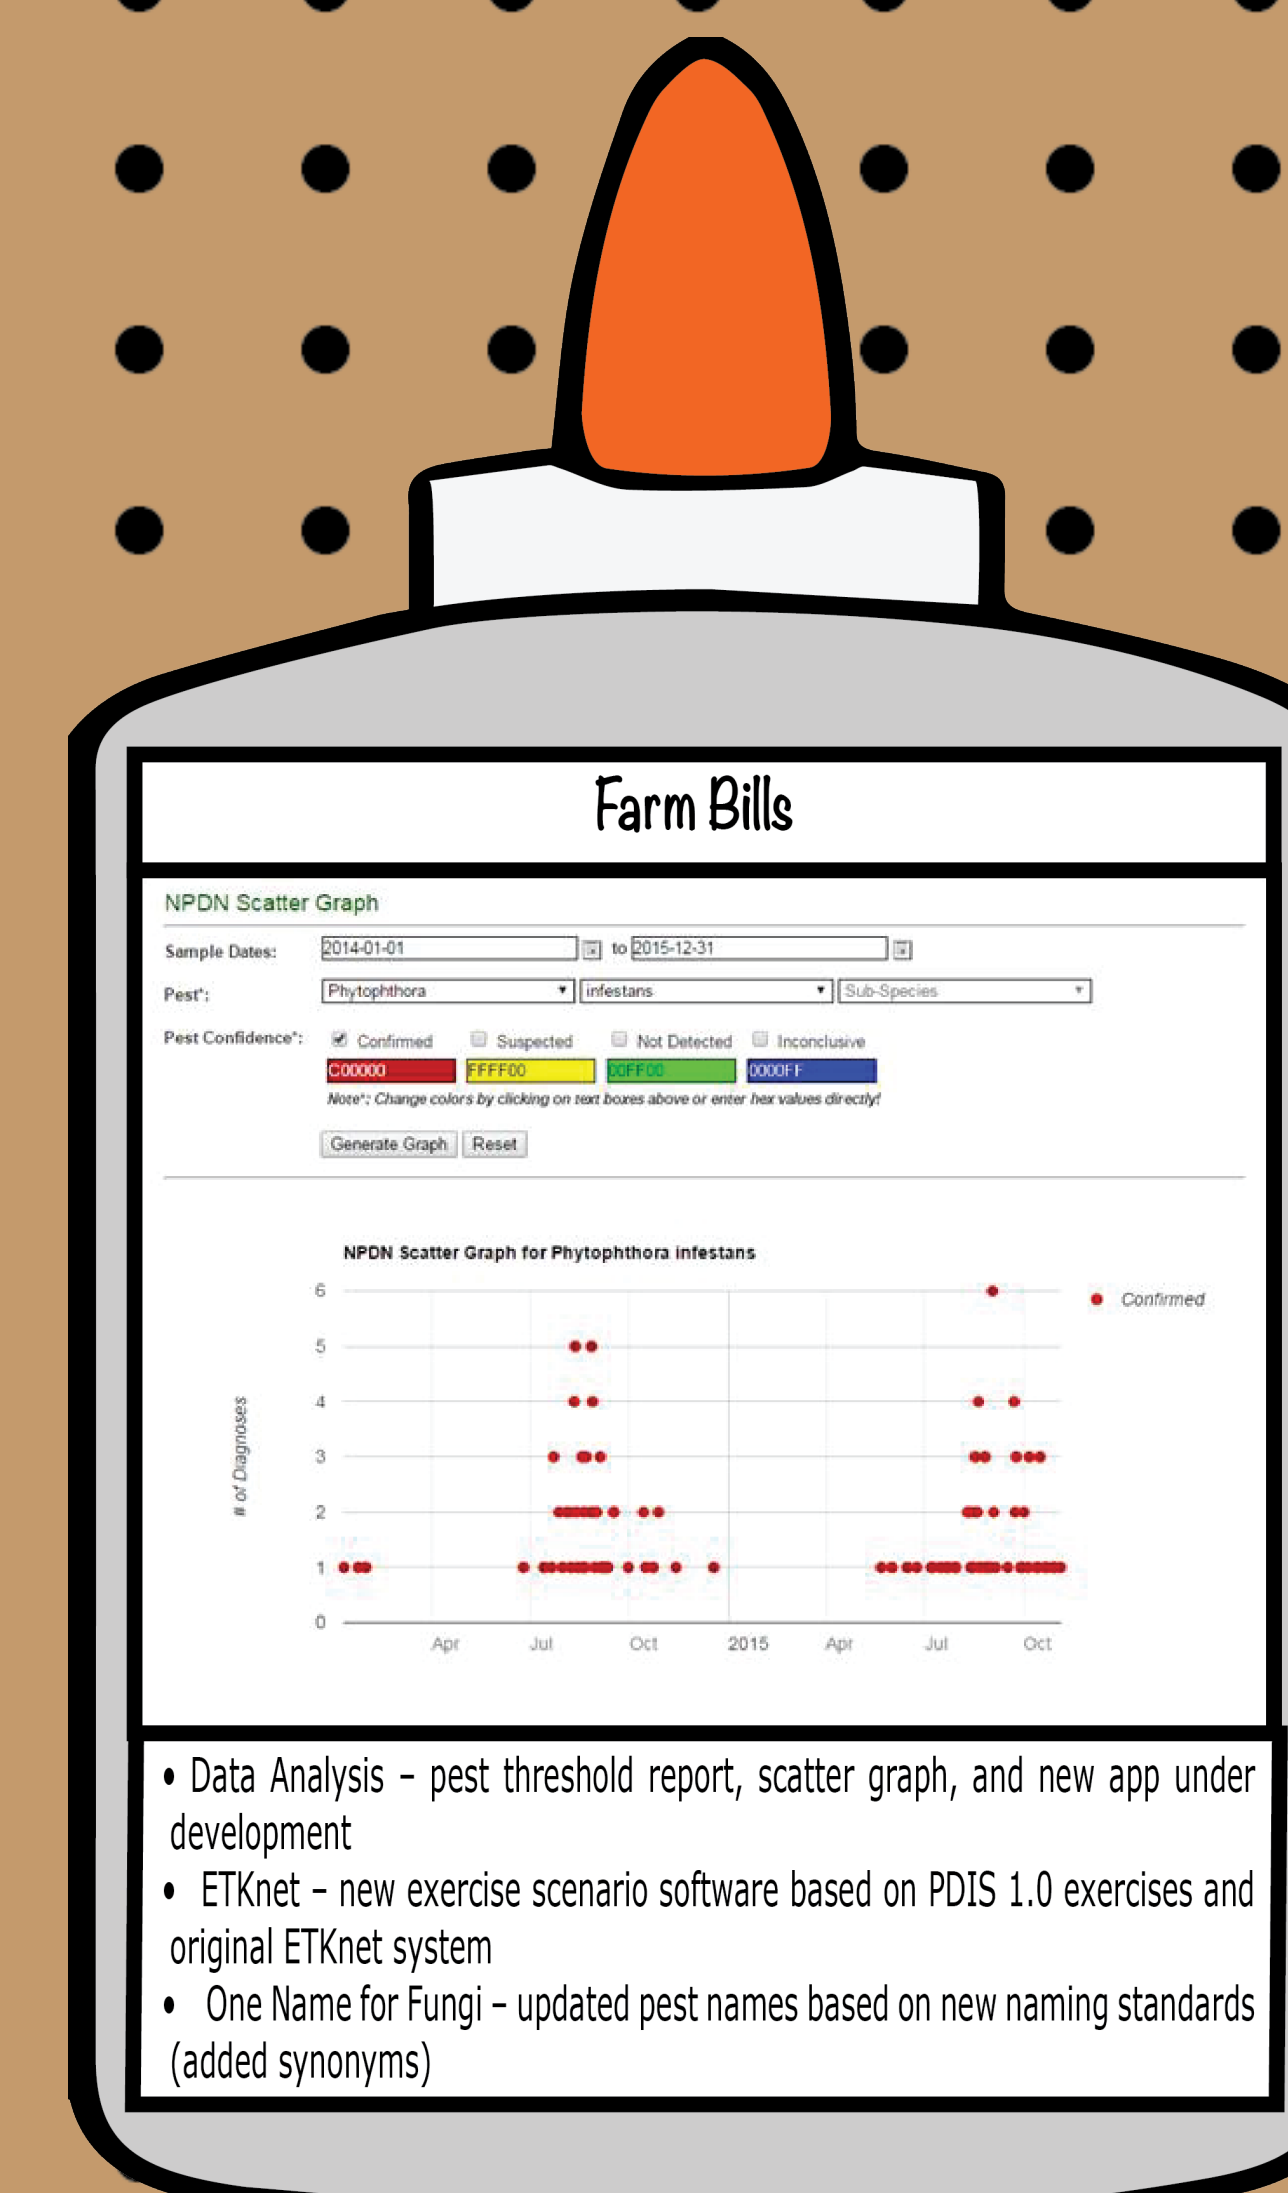 Farm Bills
NPDN Scatter Graph
Sample Dates: 2014-01-01 to 2015-12-31
Pest*: Phytophthora infestans Sub-Species
Pest Confidence*: Confirmed Suspected Not Detected Inconclusive
C00000 FFFF00 00FF00 0000FF
Note*: Change colors by clicking on text boxes above or enter hex values directly!
Generate Graph Reset
NPDN Scatter Graph for Phytophthora infestans
6
Confirmed
5
4
3
# of Diagnoses
2
1
0
Apr Jul Oct 2015 Apr Jul Oct
• Data Analysis – pest threshold report, scatter graph, and new app under
development
• ETKnet – new exercise scenario software based on PDIS 1.0 exercises and
original ETKnet system
• One Name for Fungi – updated pest names based on new naming standards
(added synonyms)